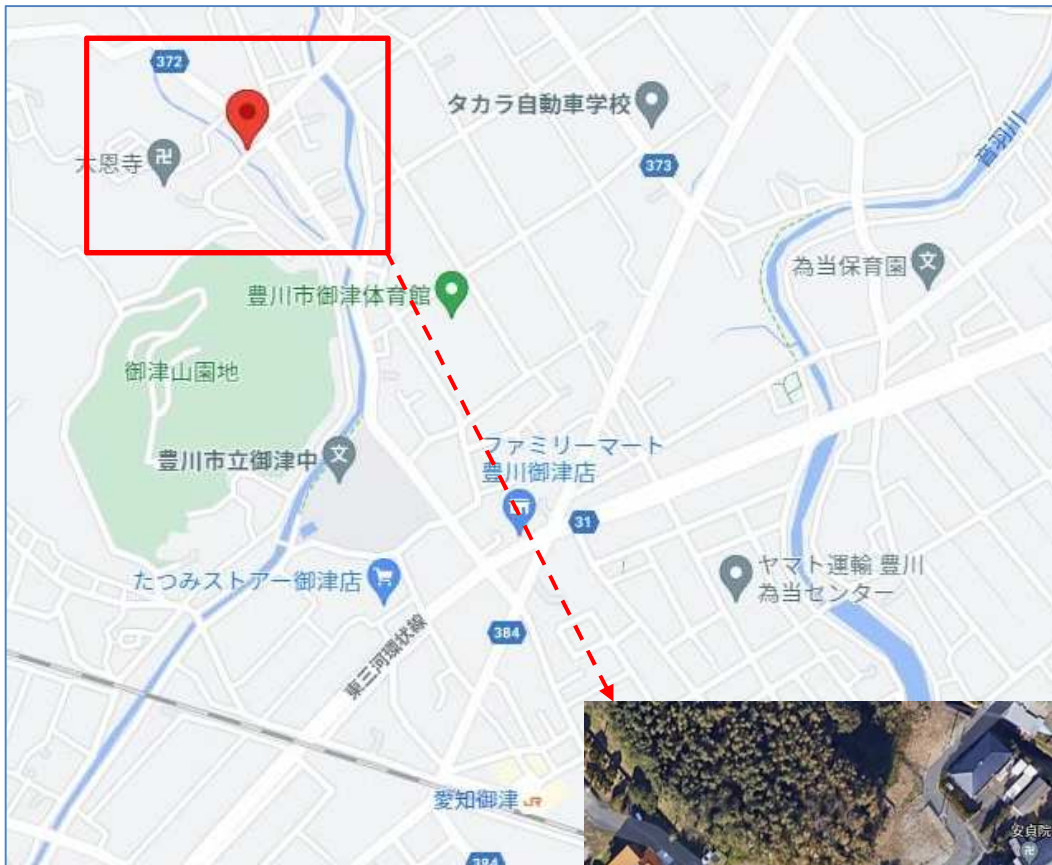 372
タカラ自動車学校
大恩寺
373
為当保育園
豊川市御津体育館
御津山園地
ファミリーマート
豊川御津店
豊川市立御津中
31
ヤマト運輸 豊川
為当センター
たつみストアー御津店
384
東三河環状線
愛知御津 JR
安貞院
384